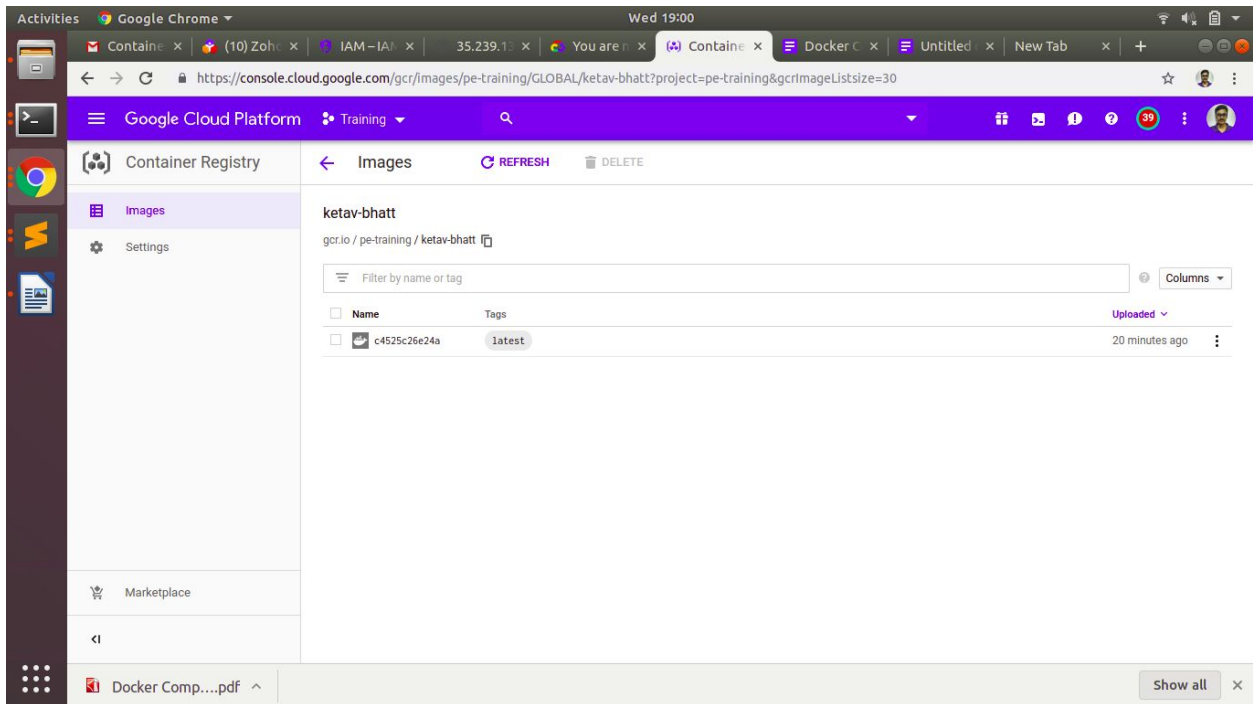 Activities Google Chrome Wed 19:00
Containe (10) Zoho IAM – IAM 35.239.13 You are n Containe Docker C Untitled New Tab
https://console.cloud.google.com/gcr/images/pe-training/GLOBAL/ketav-bhatt?project=pe-training&gcrImageListsize=30
Google Cloud Platform Training 39
Container Registry Images REFRESH DELETE
Images
Settings
ketav-bhatt
gcr.io / pe-training / ketav-bhatt
Filter by name or tag Columns
Name Tags Uploaded
c4525c26e24a latest 20 minutes ago
Marketplace
Docker Comp....pdf Show all